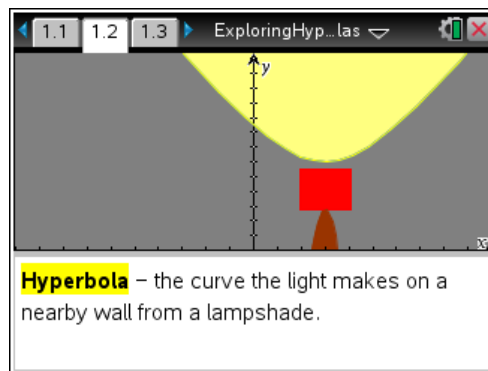 1.1 1.2 1.3 ExploringHyp…las
y
x
Hyperbola – the curve the light makes on a
nearby wall from a lampshade.